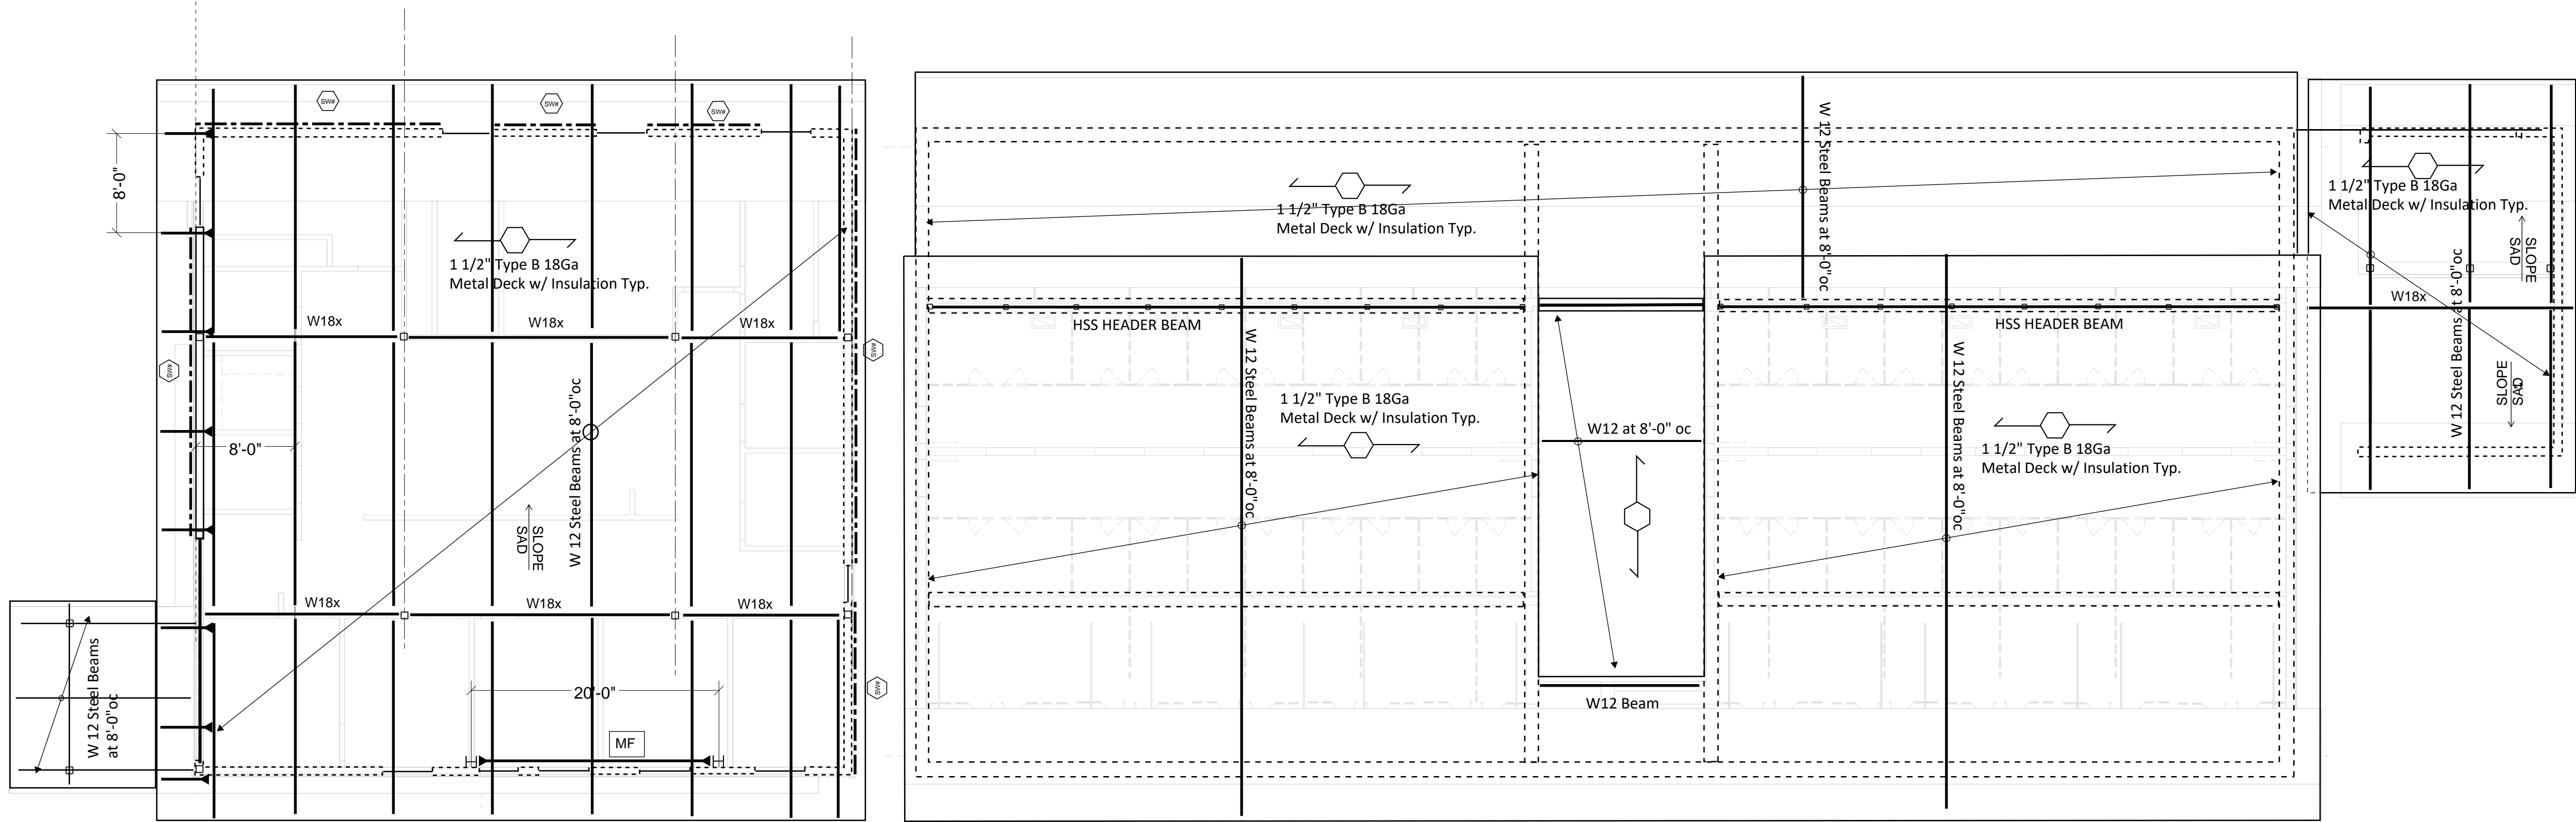 SW#
SW#
SW#
8'-0"
1 1/2" Type B 18Ga
Metal Deck w/ Insulation Typ.
W18x
W18x
W18x
SW#
SW#
8'-0"
W 12 Steel Beams at 8'-0"oc
SLOPE
SAD
W18x
W18x
W18x
W 12 Steel Beams
at 8'-0"oc
20'-0"
MF
SW#
W 12 Steel Beams at 8'-0"oc
1 1/2" Type B 18Ga
Metal Deck w/ Insulation Typ.
HSS HEADER BEAM
HSS HEADER BEAM
W 12 Steel Beams at 8'-0"oc
1 1/2" Type B 18Ga
Metal Deck w/ Insulation Typ.
W12 at 8'-0" oc
W 12 Steel Beams at 8'-0"oc
1 1/2" Type B 18Ga
Metal Deck w/ Insulation Typ.
W12 Beam
1 1/2" Type B 18Ga
Metal Deck w/ Insulation Typ.
SLOPE
SAD
W18x
W 12 Steel Beams at 8'-0"oc
SLOPE
SAD